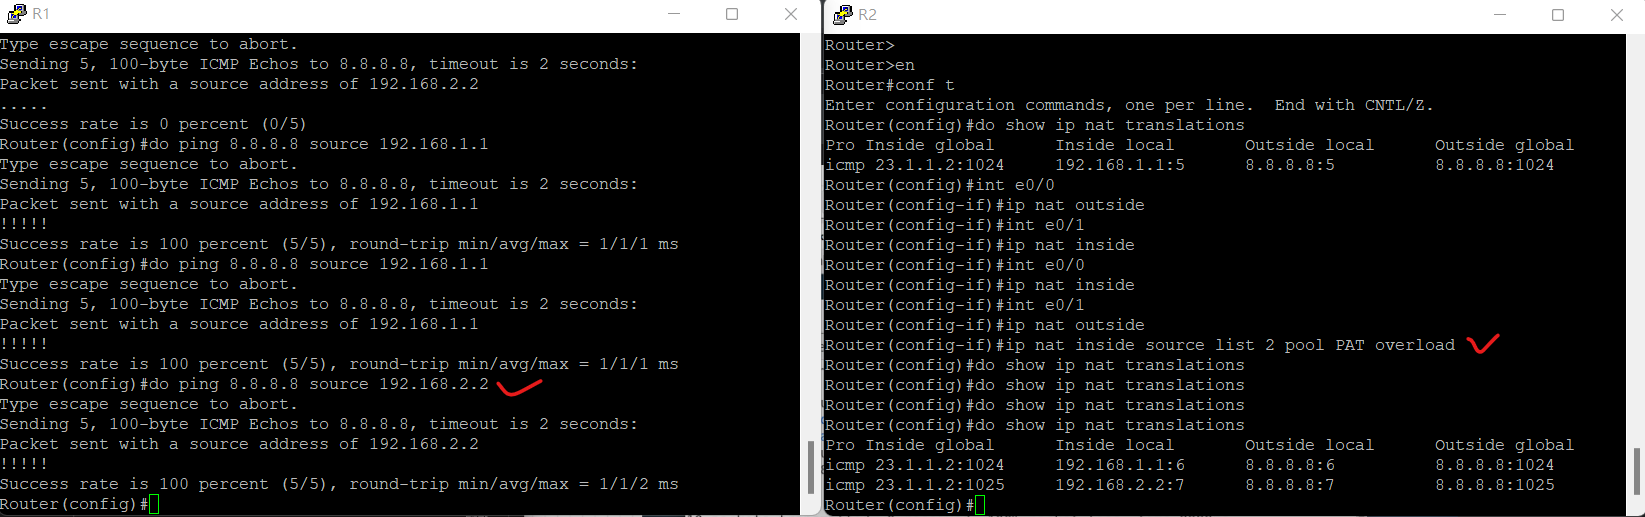 R1
Type escape sequence to abort.
Sending 5, 100-byte ICMP Echos to 8.8.8.8, timeout is 2 seconds:
Packet sent with a source address of 192.168.2.2
.....
Success rate is 0 percent (0/5)
Router(config)#do ping 8.8.8.8 source 192.168.1.1
Type escape sequence to abort.
Sending 5, 100-byte ICMP Echos to 8.8.8.8, timeout is 2 seconds:
Packet sent with a source address of 192.168.1.1
!!!!!
Success rate is 100 percent (5/5), round-trip min/avg/max = 1/1/1 ms
Router(config)#do ping 8.8.8.8 source 192.168.1.1
Type escape sequence to abort.
Sending 5, 100-byte ICMP Echos to 8.8.8.8, timeout is 2 seconds:
Packet sent with a source address of 192.168.1.1
!!!!!
Success rate is 100 percent (5/5), round-trip min/avg/max = 1/1/1 ms
Router(config)#do ping 8.8.8.8 source 192.168.2.2
Type escape sequence to abort.
Sending 5, 100-byte ICMP Echos to 8.8.8.8, timeout is 2 seconds:
Packet sent with a source address of 192.168.2.2
!!!!!
Success rate is 100 percent (5/5), round-trip min/avg/max = 1/1/2 ms
Router(config)#
R2
Router>
Router>en
Router#conf t
Enter configuration commands, one per line.  End with CNTL/Z.
Router(config)#do show ip nat translations
Pro Inside global      Inside local       Outside local      Outside global
icmp 23.1.1.2:1024     192.168.1.1:5      8.8.8.8:5          8.8.8.8:1024
Router(config)#int e0/0
Router(config-if)#ip nat outside
Router(config-if)#int e0/1
Router(config-if)#ip nat inside
Router(config-if)#int e0/0
Router(config-if)#ip nat inside
Router(config-if)#int e0/1
Router(config-if)#ip nat outside
Router(config-if)#ip nat inside source list 2 pool PAT overload
Router(config)#do show ip nat translations
Router(config)#do show ip nat translations
Router(config)#do show ip nat translations
Router(config)#do show ip nat translations
Pro Inside global      Inside local       Outside local      Outside global
icmp 23.1.1.2:1024     192.168.1.1:6      8.8.8.8:6          8.8.8.8:1024
icmp 23.1.1.2:1025     192.168.2.2:7      8.8.8.8:7          8.8.8.8:1025
Router(config)#